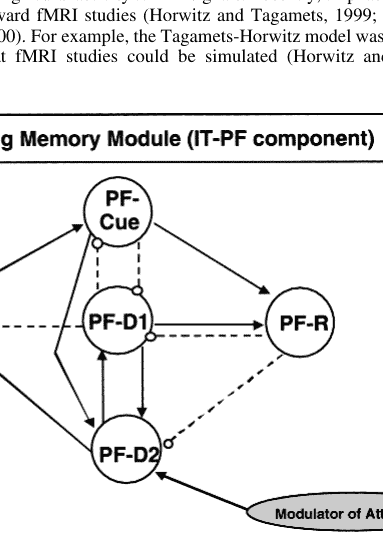 ward fMRI studies (Horwitz and Tagamets, 1999;
00). For example, the Tagamets-Horwitz model was
t fMRI studies could be simulated (Horwitz and
g Memory Module (IT-PF component)
PF-
Cue
PF-D1
PF-R
PF-D2
Modulator of Att